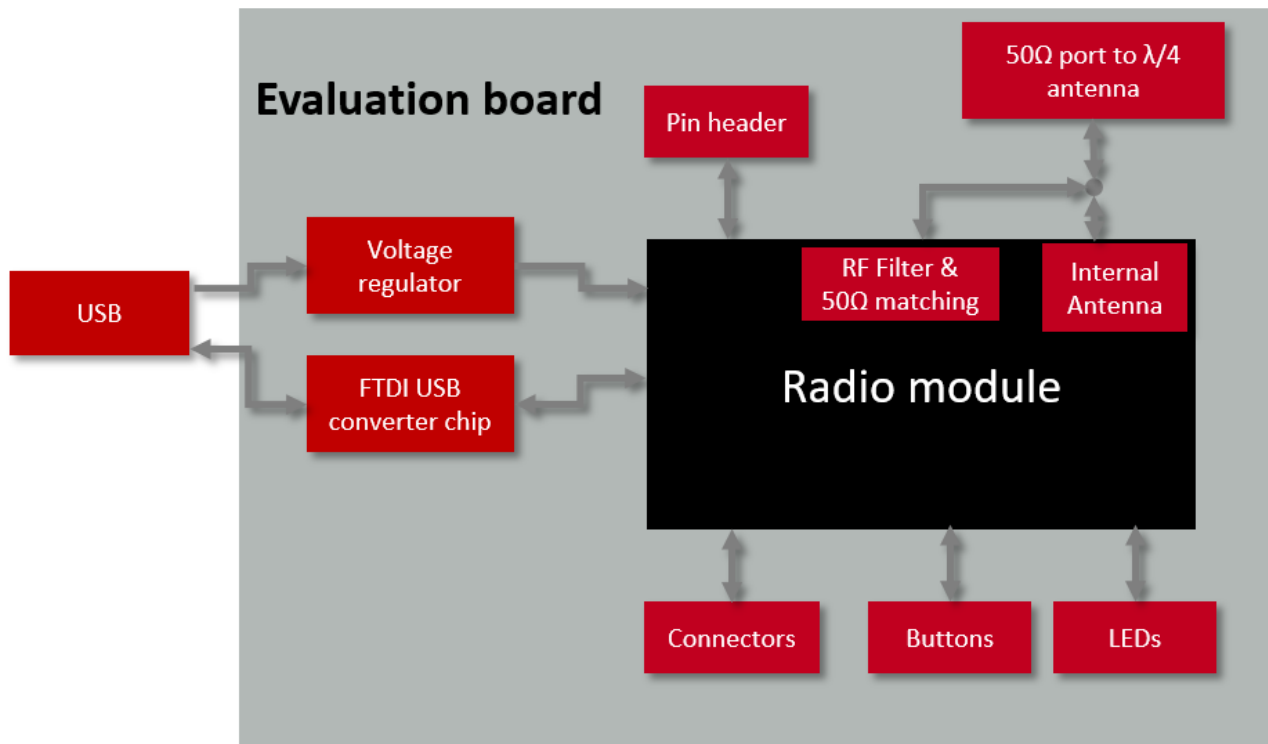 Evaluation board
50Ω port to λ/4
antenna
Pin header
Voltage
regulator
RF Filter &
50Ω matching
Internal
Antenna
USB
FTDI USB
converter chip
Radio module
Connectors
Buttons
LEDs